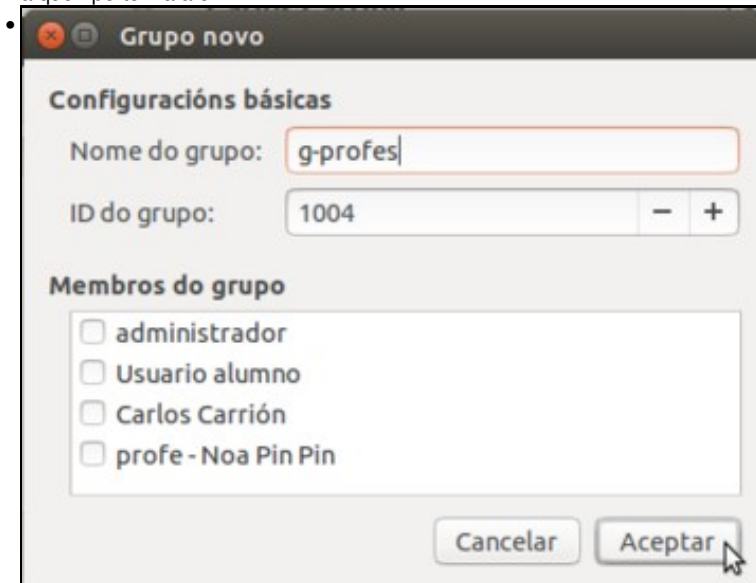 Grupo novo
Configuracións básicas
Nome do grupo: g-profes
ID do grupo: 1004 − +
Membros do grupo
administrador
Usuario alumno
Carlos Carrión
profe - Noa Pin Pin
Cancelar Aceptar